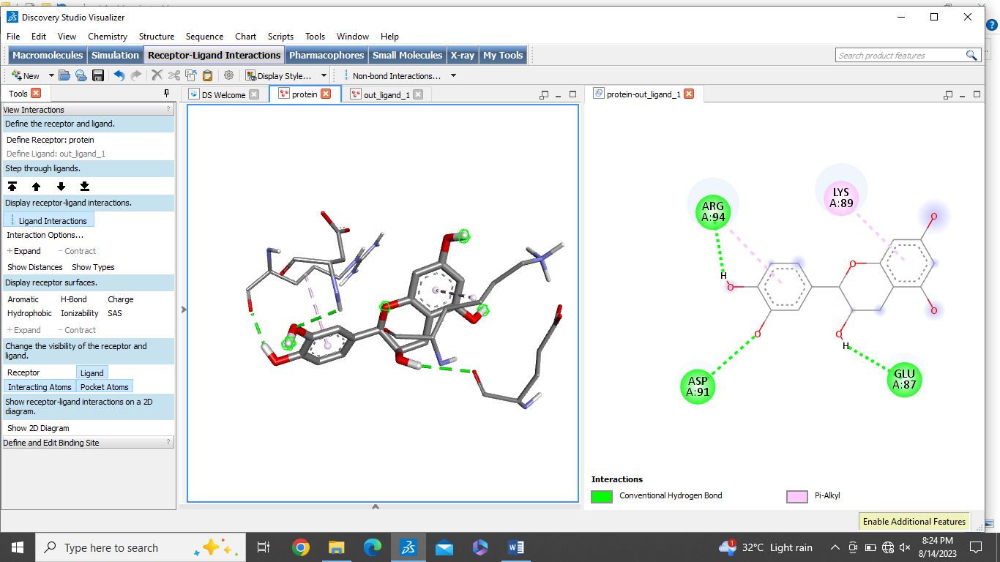 Discovery Studio Visualizer
File Edit View Chemistry Structure Sequence Chart Scripts Tools Window Help
Macromolecules Simulation Receptor-Ligand Interactions Pharmacophores Small Molecules X-ray My Tools
Search product features
New Display Style... Non-bond Interactions...
Tools
DS Welcome protein out_ligand_1
protein-out_ligand_1
View Interactions ?
Define the receptor and ligand.
Define Receptor: protein
Define Ligand: out_ligand_1
Step through ligands.
Display receptor-ligand interactions.
Ligand Interactions
Interaction Options...
+ Expand − Contract
Show Distances Show Types
Display receptor surfaces.
Aromatic H-Bond Charge
Hydrophobic Ionizability SAS
+ Expand − Contract
Change the visibility of the receptor and
ligand.
Receptor Ligand
Interacting Atoms Pocket Atoms
Show receptor-ligand interactions on a 2D
diagram.
Show 2D Diagram
Define and Edit Binding Site ?
LYS
A:89
ARG
A:94
O
O
H
O
O
O
O
H
GLU
A:87
ASP
A:91
Interactions
Conventional Hydrogen Bond
Pi-Alkyl
Enable Additional Features
Type here to search
1
32°C Light rain
8:24 PM
8/14/2023